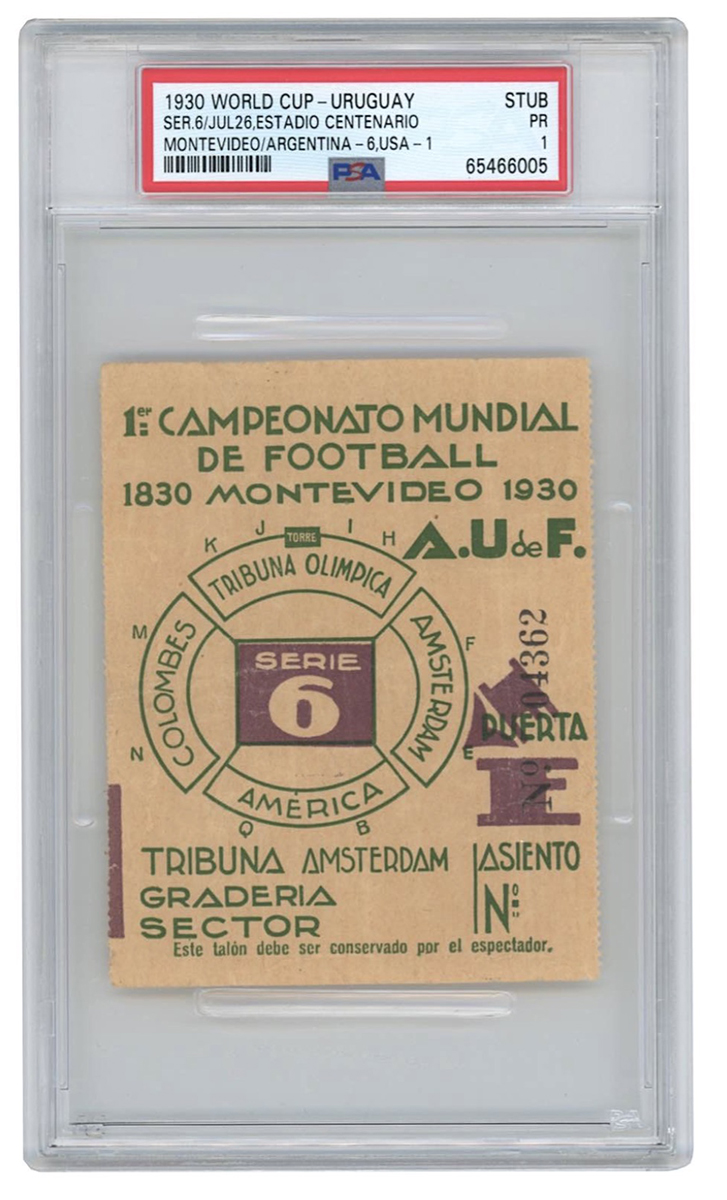 1930 WORLD CUP - URUGUAY STUB
SER.6/JUL26,ESTADIO CENTENARIO PR
MONTEVIDEO/ARGENTINA - 6,USA - 1 1
65466005
PSA
1er CAMPEONATO MUNDIAL
DE FOOTBALL
1830 MONTEVIDEO 1930
A.U de F.
K J TORRE I H
TRIBUNA OLIMPICA
M COLOMBES N
AMSTERDAM F E
SERIE
6
AMÉRICA
Q B
Nº 04362
PUERTA
E
TRIBUNA AMSTERDAM
GRADERIA
SECTOR
ASIENTO
Nº
Este talón debe ser conservado por el espectador.